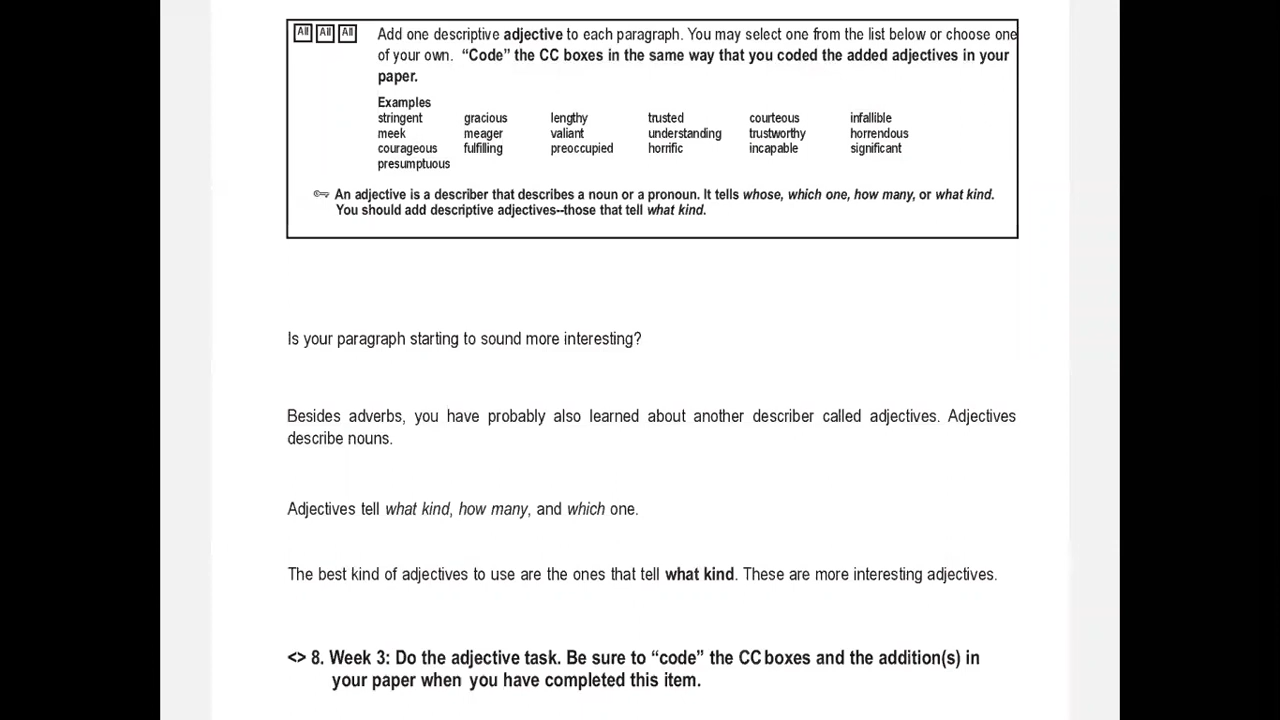 All All All Add one descriptive adjective to each paragraph. You may select one from the list below or choose one
of your own. “Code” the CC boxes in the same way that you coded the added adjectives in your
paper.
Examples
stringent gracious lengthy trusted courteous infallible
meek meager valiant understanding trustworthy horrendous
courageous fulfilling preoccupied horrific incapable significant
presumptuous
An adjective is a describer that describes a noun or a pronoun. It tells whose, which one, how many, or what kind.
You should add descriptive adjectives--those that tell what kind.
Is your paragraph starting to sound more interesting?
Besides adverbs, you have probably also learned about another describer called adjectives. Adjectives
describe nouns.
Adjectives tell what kind, how many, and which one.
The best kind of adjectives to use are the ones that tell what kind. These are more interesting adjectives.
<> 8. Week 3: Do the adjective task. Be sure to “code” the CC boxes and the addition(s) in
your paper when you have completed this item.